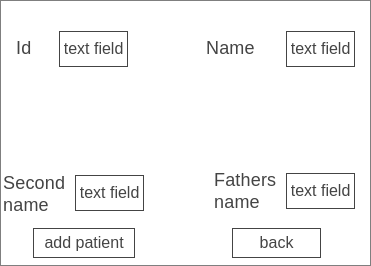 Id text field Name text field
Second name text field Fathers name text field
add patient back